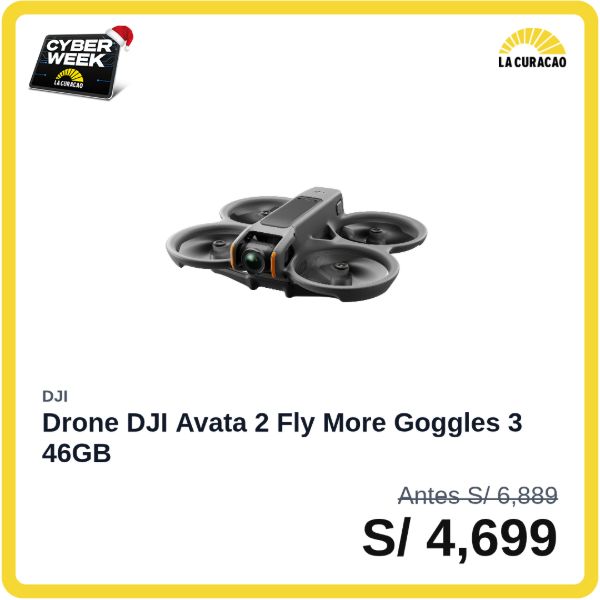 CYBER
WEEK
LA CURACAO
LA CURACAO
DJI
Drone DJI Avata 2 Fly More Goggles 3
46GB
Antes S/ 6,889
S/ 4,699